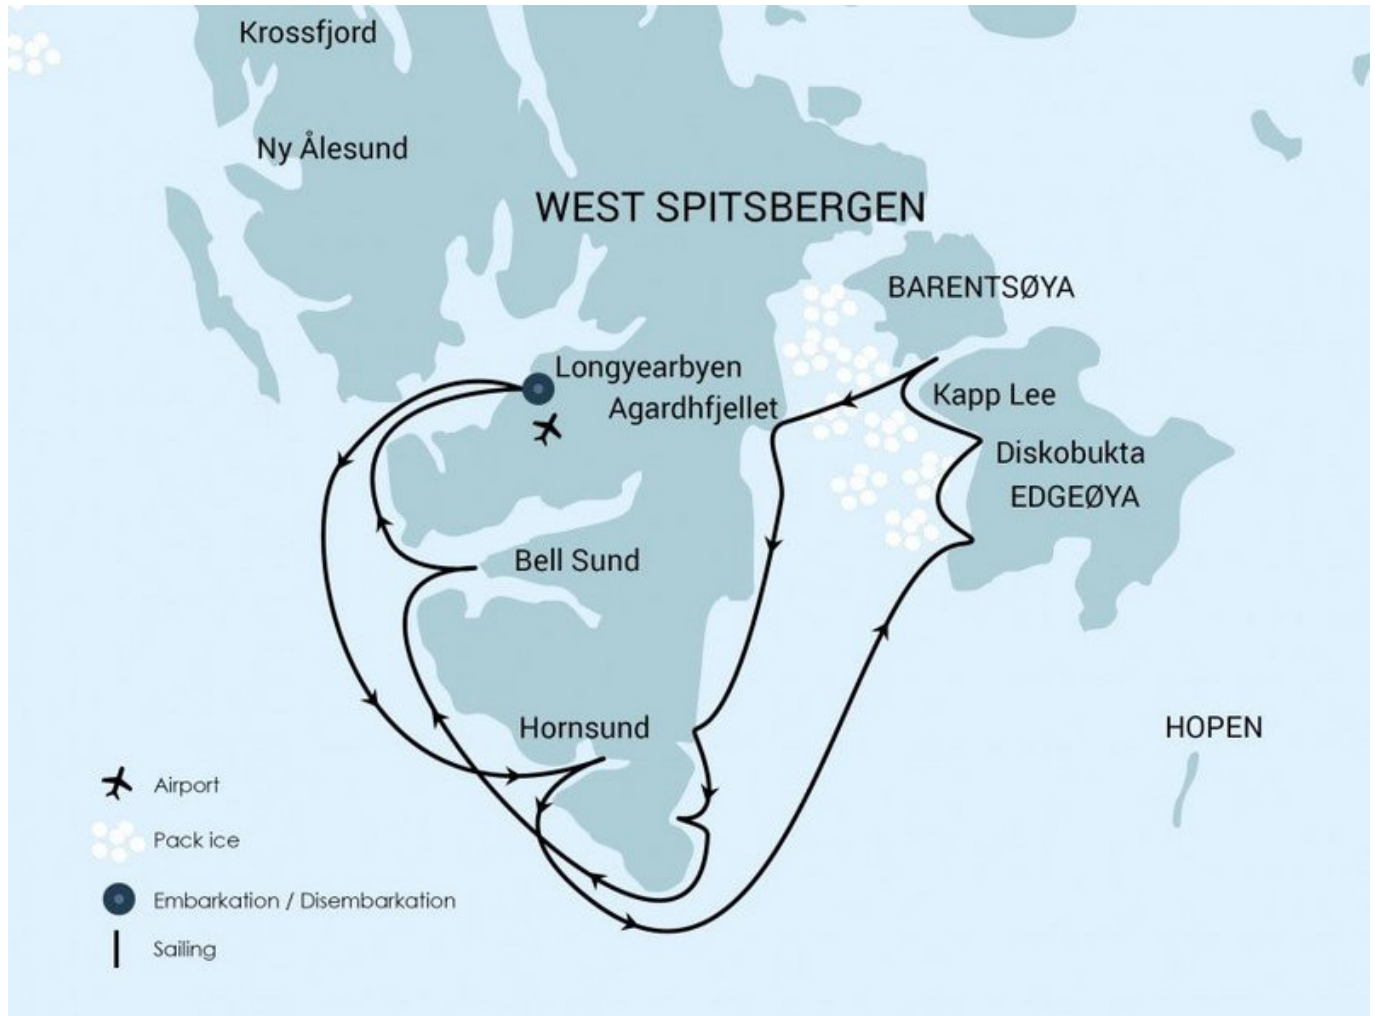 Krossfjord
Ny Ålesund
WEST SPITSBERGEN
BARENTSØYA
Longyearbyen
Agardhfjellet
Kapp Lee
Diskobukta
EDGEØYA
Bell Sund
Hornsund
HOPEN
Airport
Pack ice
Embarkation / Disembarkation
Sailing